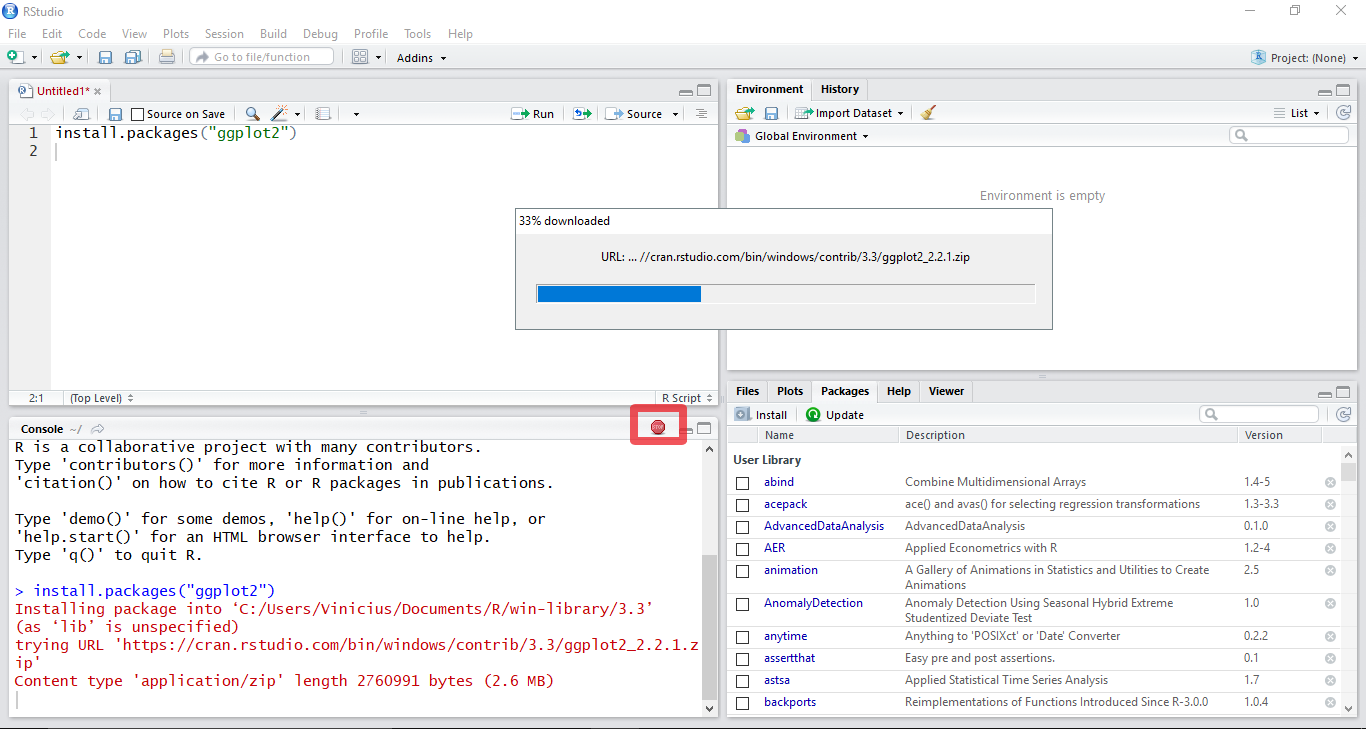 RStudio
File Edit Code View Plots Session Build Debug Profile Tools Help
Go to file/function Addins Project: (None)
Untitled1*
Source on Save Run Source
1 install.packages("ggplot2")
2
2:1 (Top Level) R Script
Environment History
Import Dataset List
Global Environment
Environment is empty
33% downloaded
URL: ... //cran.rstudio.com/bin/windows/contrib/3.3/ggplot2_2.2.1.zip
Console ~/ STOP
R is a collaborative project with many contributors.
Type 'contributors()' for more information and
'citation()' on how to cite R or R packages in publications.
Type 'demo()' for some demos, 'help()' for on-line help, or
'help.start()' for an HTML browser interface to help.
Type 'q()' to quit R.
> install.packages("ggplot2")
Installing package into ‘C:/Users/Vinicius/Documents/R/win-library/3.3’
(as ‘lib’ is unspecified)
trying URL 'https://cran.rstudio.com/bin/windows/contrib/3.3/ggplot2_2.2.1.z
ip'
Content type 'application/zip' length 2760991 bytes (2.6 MB)
Files Plots Packages Help Viewer
Install Update
Name Description Version
User Library
abind Combine Multidimensional Arrays 1.4-5
acepack ace() and avas() for selecting regression transformations 1.3-3.3
AdvancedDataAnalysis AdvancedDataAnalysis 0.1.0
AER Applied Econometrics with R 1.2-4
animation A Gallery of Animations in Statistics and Utilities to Create 2.5
Animations
AnomalyDetection Anomaly Detection Using Seasonal Hybrid Extreme 1.0
Studentized Deviate Test
anytime Anything to 'POSIXct' or 'Date' Converter 0.2.2
assertthat Easy pre and post assertions. 0.1
astsa Applied Statistical Time Series Analysis 1.7
backports Reimplementations of Functions Introduced Since R-3.0.0 1.0.4